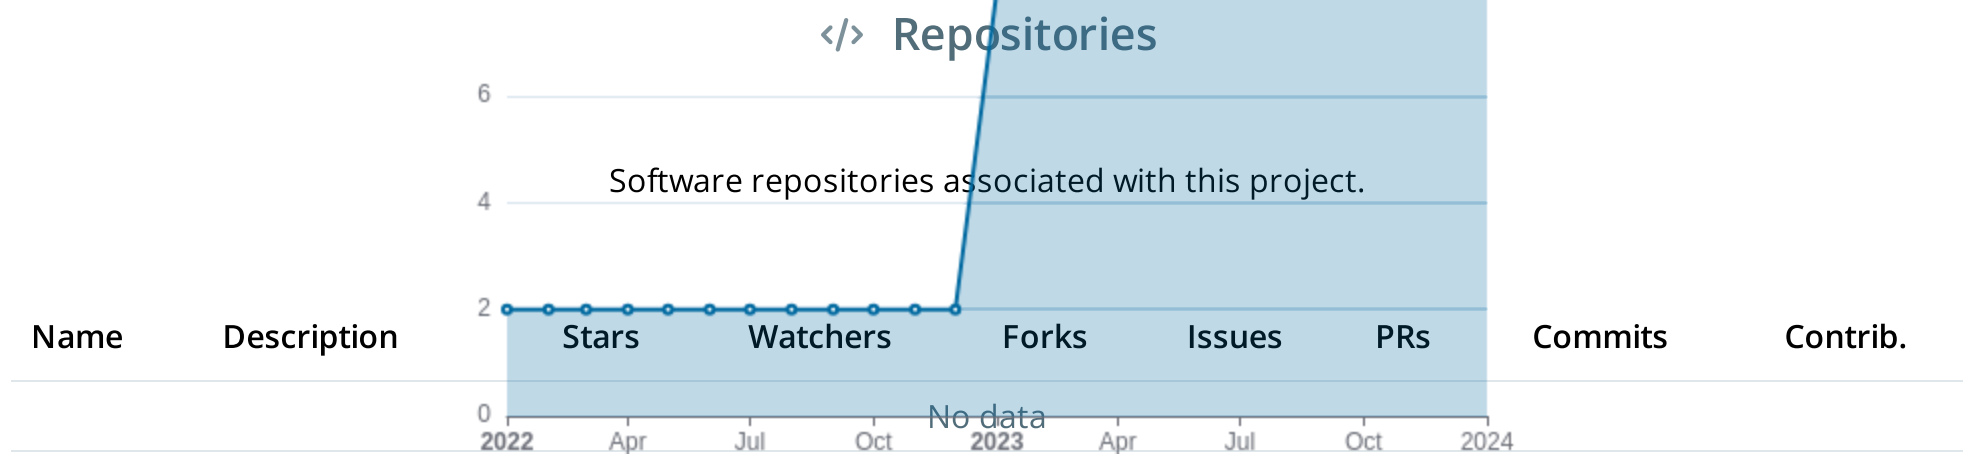 </> Repositories
6
Software repositories associated with this project.
4
2
Name Description Stars Watchers Forks Issues PRs Commits Contrib.
0
No data
2022 Apr Jul Oct 2023 Apr Jul Oct 2024